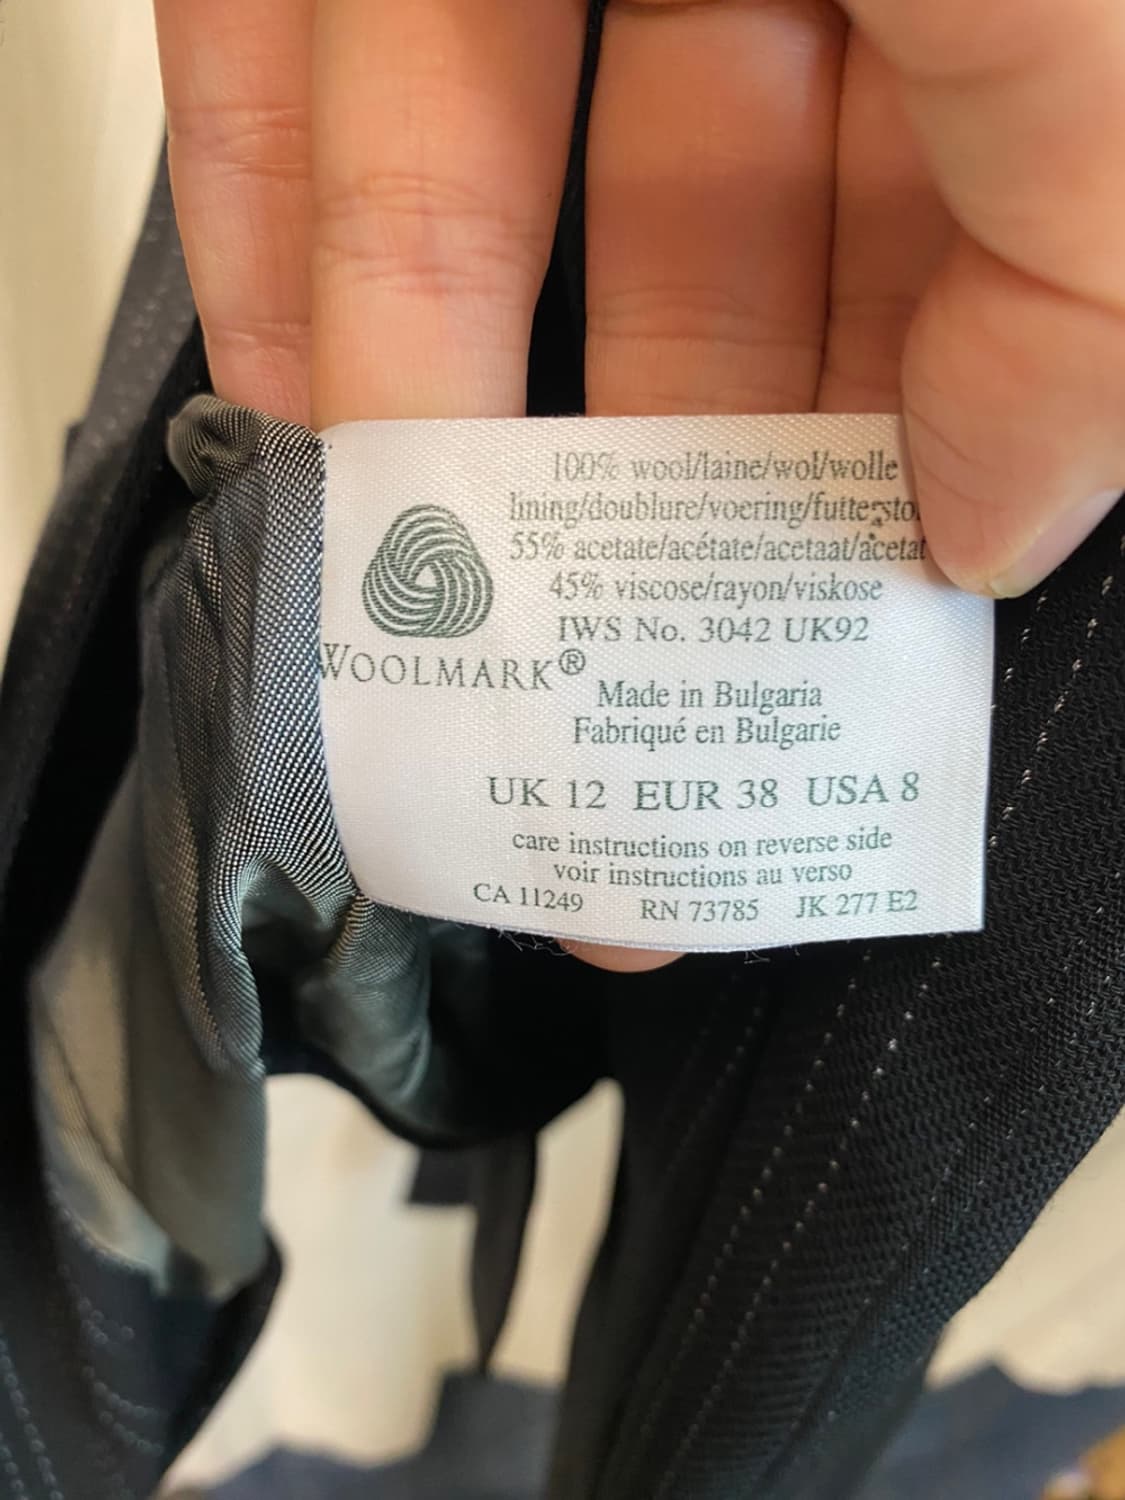 100% wool/laine/wol/wolle
lining/doublure/voering/futtersto
55% acetate/acétate/acetaat/acetat
45% viscose/rayon/viskose
IWS No. 3042 UK92
WOOLMARK®
Made in Bulgaria
Fabriqué en Bulgarie
UK 12 EUR 38 USA 8
care instructions on reverse side
voir instructions au verso
CA 11249 RN 73785 JK 277 E2